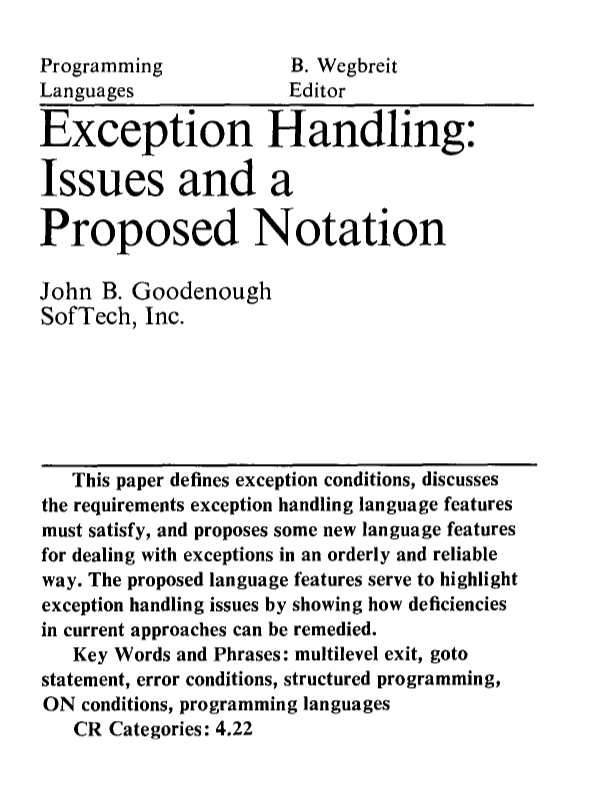 Programming
Languages
B. Wegbreit
Editor
Exception Handling:
Issues and a
Proposed Notation
John B. Goodenough
SofTech, Inc.
This paper defines exception conditions, discusses
the requirements exception handling language features
must satisfy, and proposes some new language features
for dealing with exceptions in an orderly and reliable
way. The proposed language features serve to highlight
exception handling issues by showing how deficiencies
in current approaches can be remedied.
Key Words and Phrases: multilevel exit, goto
statement, error conditions, structured programming,
ON conditions, programming languages
CR Categories: 4.22